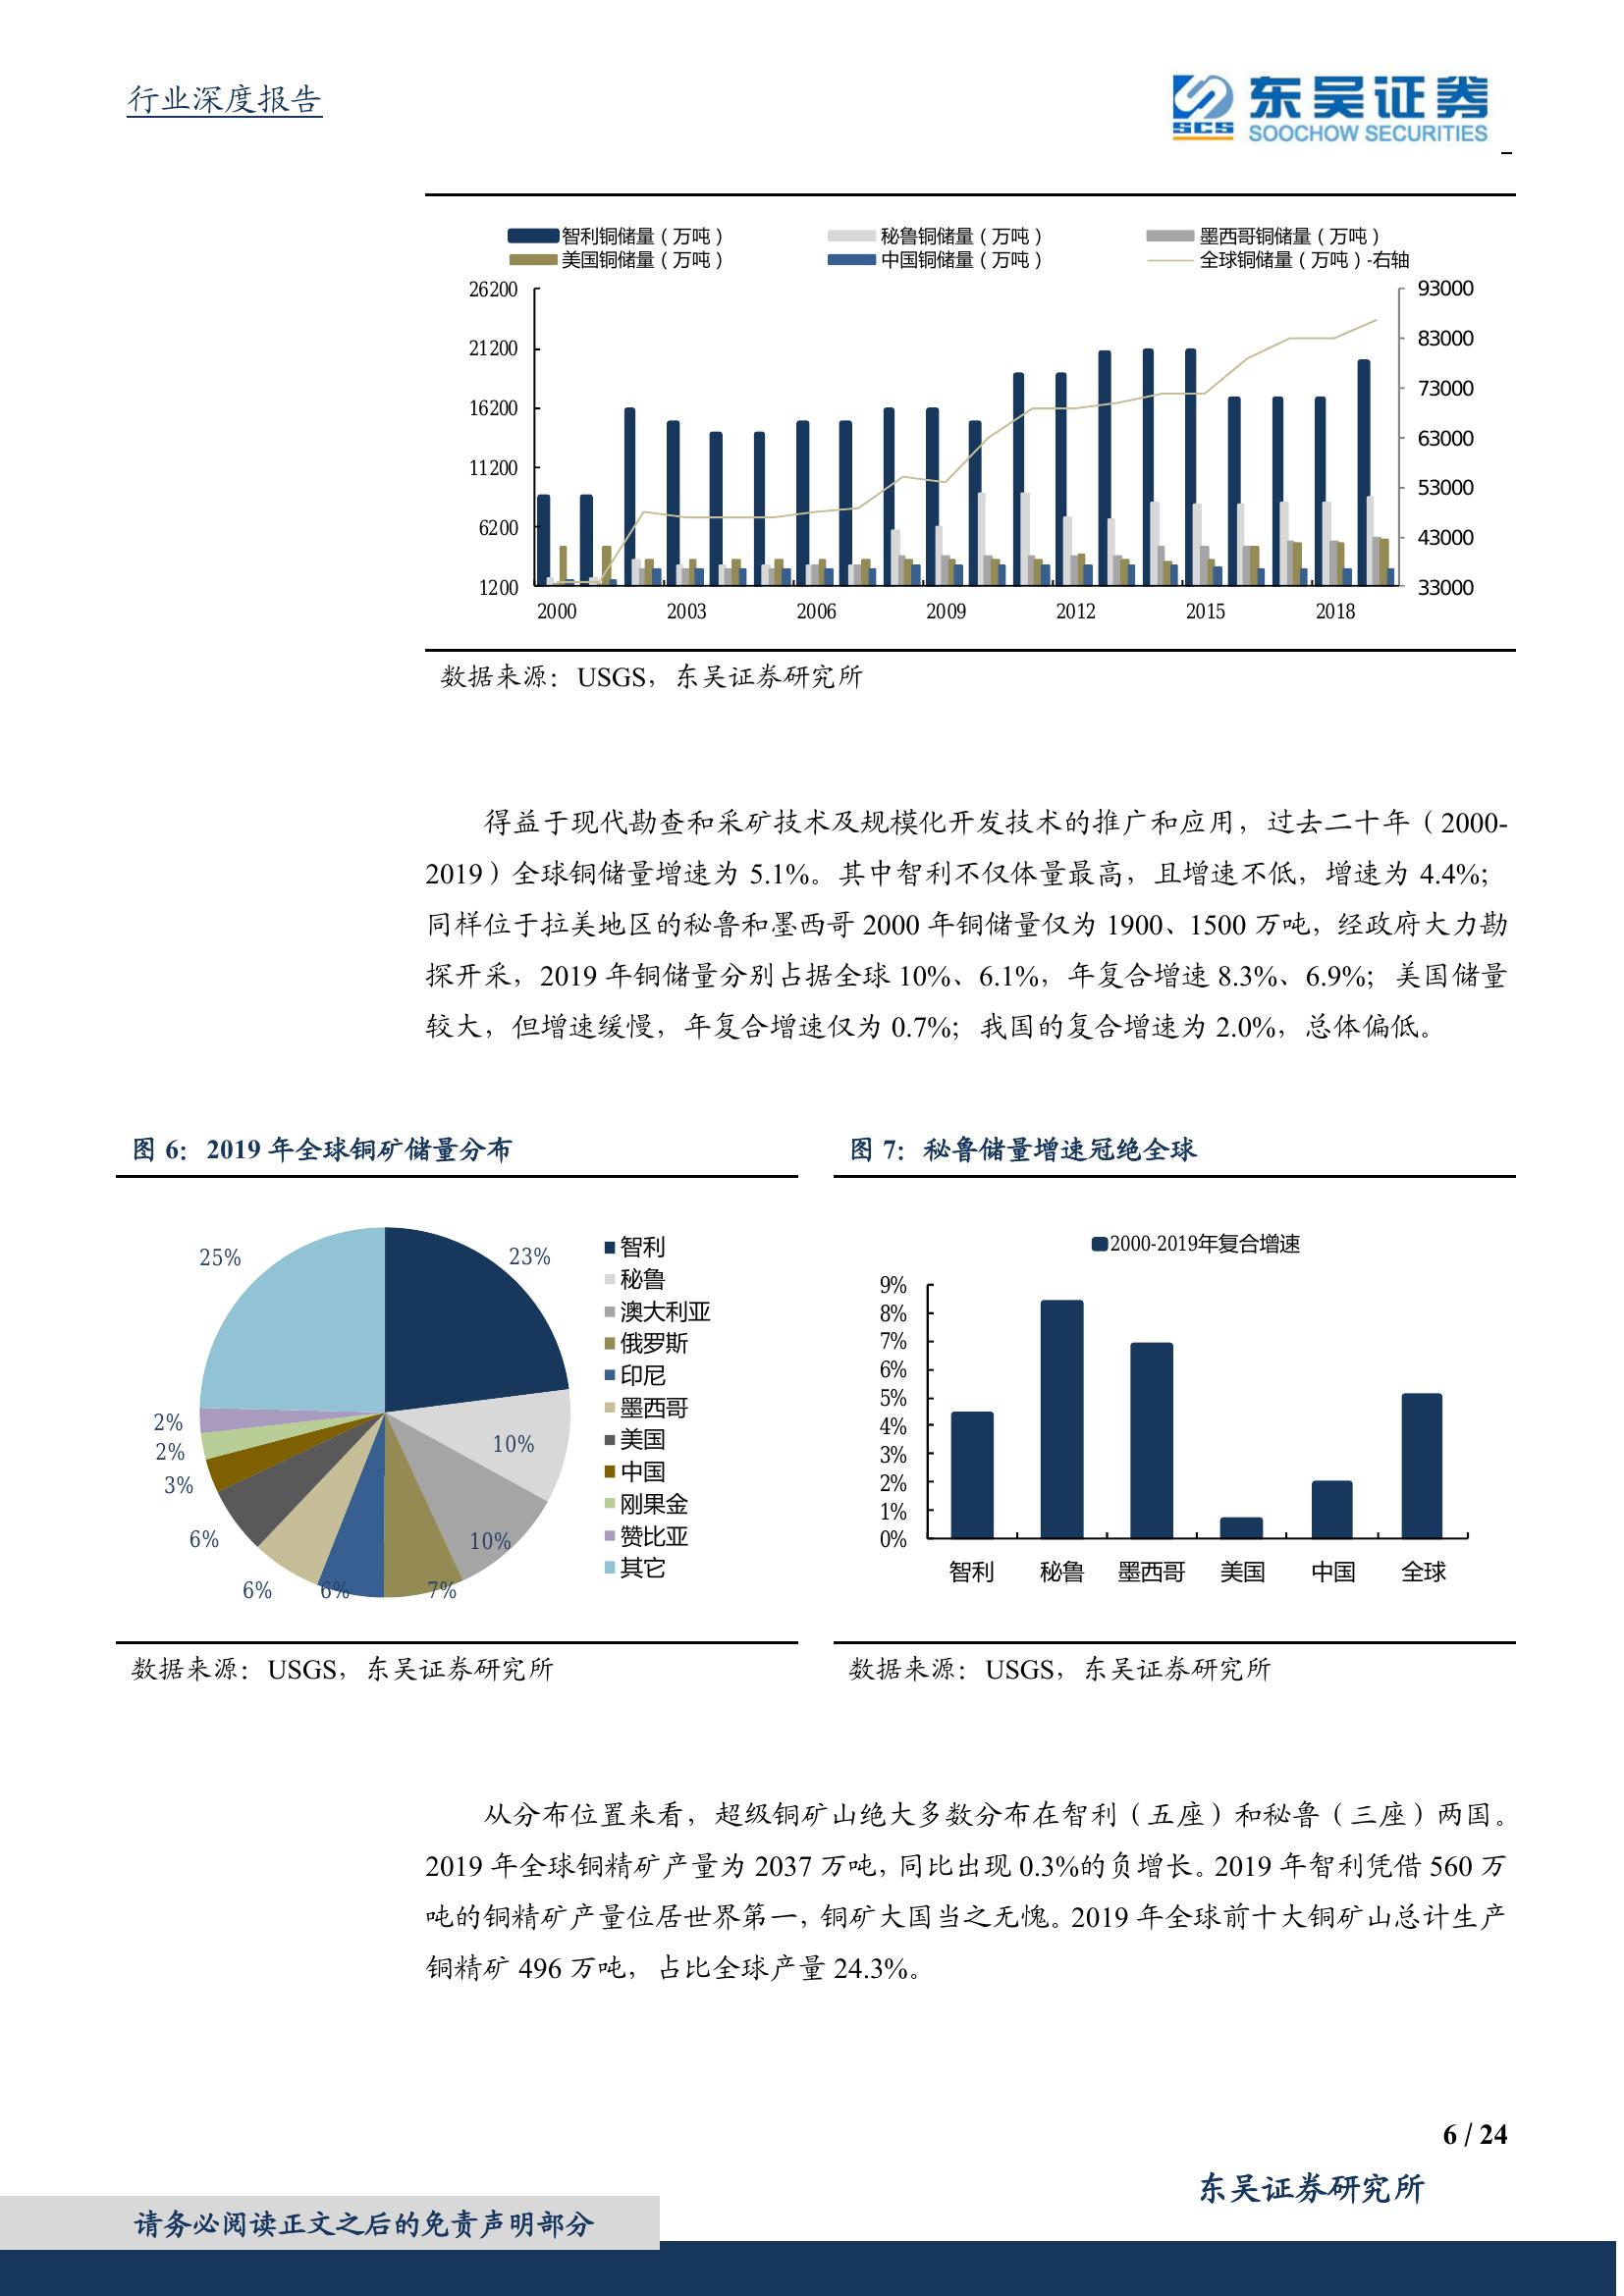 行业深度报告
SCS
东吴证券
SOOCHOW SECURITIES
智利铜储量（万吨） 秘鲁铜储量（万吨） 墨西哥铜储量（万吨）
美国铜储量（万吨） 中国铜储量（万吨） 全球铜储量（万吨）-右轴
26200 93000
21200 83000
16200 73000
11200 63000
6200 53000
1200 43000
33000
2000 2003 2006 2009 2012 2015 2018
数据来源：USGS，东吴证券研究所
得益于现代勘查和采矿技术及规模化开发技术的推广和应用，过去二十年（2000-
2019）全球铜储量增速为 5.1%。其中智利不仅体量最高，且增速不低，增速为 4.4%；
同样位于拉美地区的秘鲁和墨西哥 2000 年铜储量仅为 1900、1500 万吨，经政府大力勘
探开采，2019 年铜储量分别占据全球 10%、6.1%，年复合增速 8.3%、6.9%；美国储量
较大，但增速缓慢，年复合增速仅为 0.7%；我国的复合增速为 2.0%，总体偏低。
图 6：2019 年全球铜矿储量分布
25%
23%
10%
10%
7%
6%
6%
6%
3%
2%
2%
智利
秘鲁
澳大利亚
俄罗斯
印尼
墨西哥
美国
中国
刚果金
赞比亚
其它
数据来源：USGS，东吴证券研究所
图 7：秘鲁储量增速冠绝全球
2000-2019年复合增速
9%
8%
7%
6%
5%
4%
3%
2%
1%
0%
智利 秘鲁 墨西哥 美国 中国 全球
数据来源：USGS，东吴证券研究所
从分布位置来看，超级铜矿山绝大多数分布在智利（五座）和秘鲁（三座）两国。
2019 年全球铜精矿产量为 2037 万吨，同比出现 0.3%的负增长。2019 年智利凭借 560 万
吨的铜精矿产量位居世界第一，铜矿大国当之无愧。2019 年全球前十大铜矿山总计生产
铜精矿 496 万吨，占比全球产量 24.3%。
6 / 24
东吴证券研究所
请务必阅读正文之后的免责声明部分